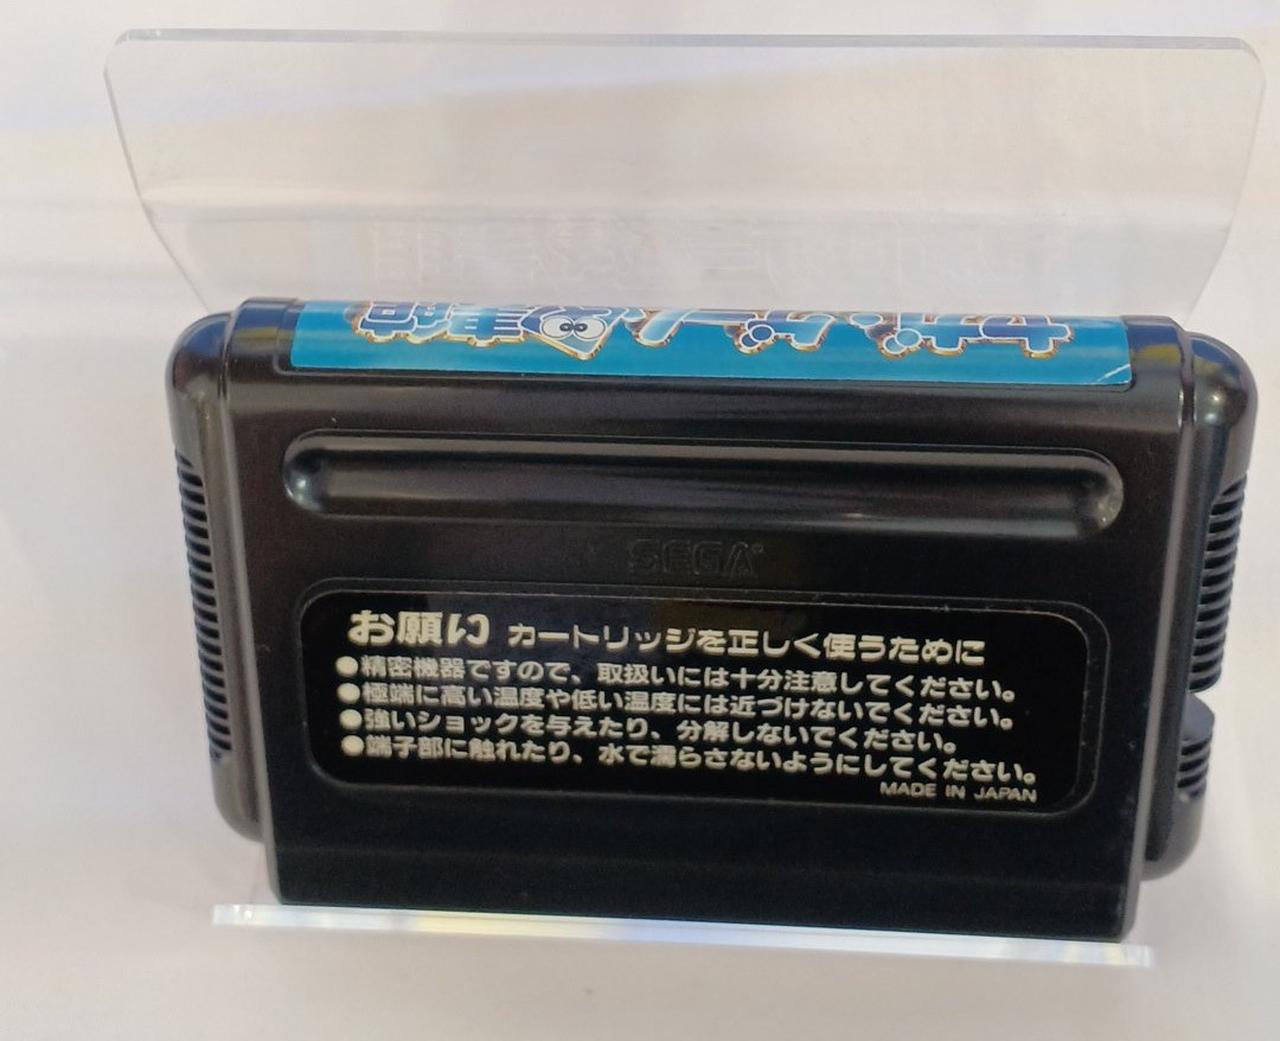 SEGA
お願い カートリッジを正しく使うために
●精密機器ですので、取扱いには十分注意してください。
●極端に高い温度や低い温度には近づけないでください。
●強いショックを与えたり、分解しないでください。
●端子部に触れたり、水で濡らさないようにしてください。
MADE IN JAPAN